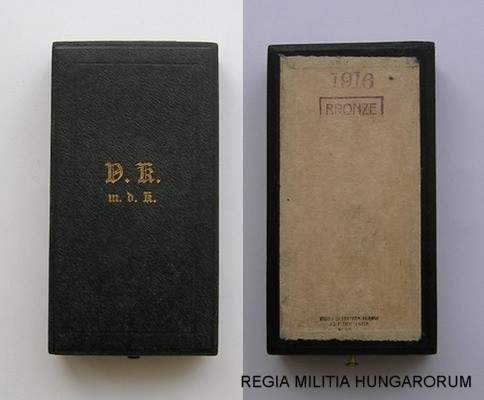 V. K.
m. d. K.
1916
BRONZE
REGIA MILITIA HUNGARORUM